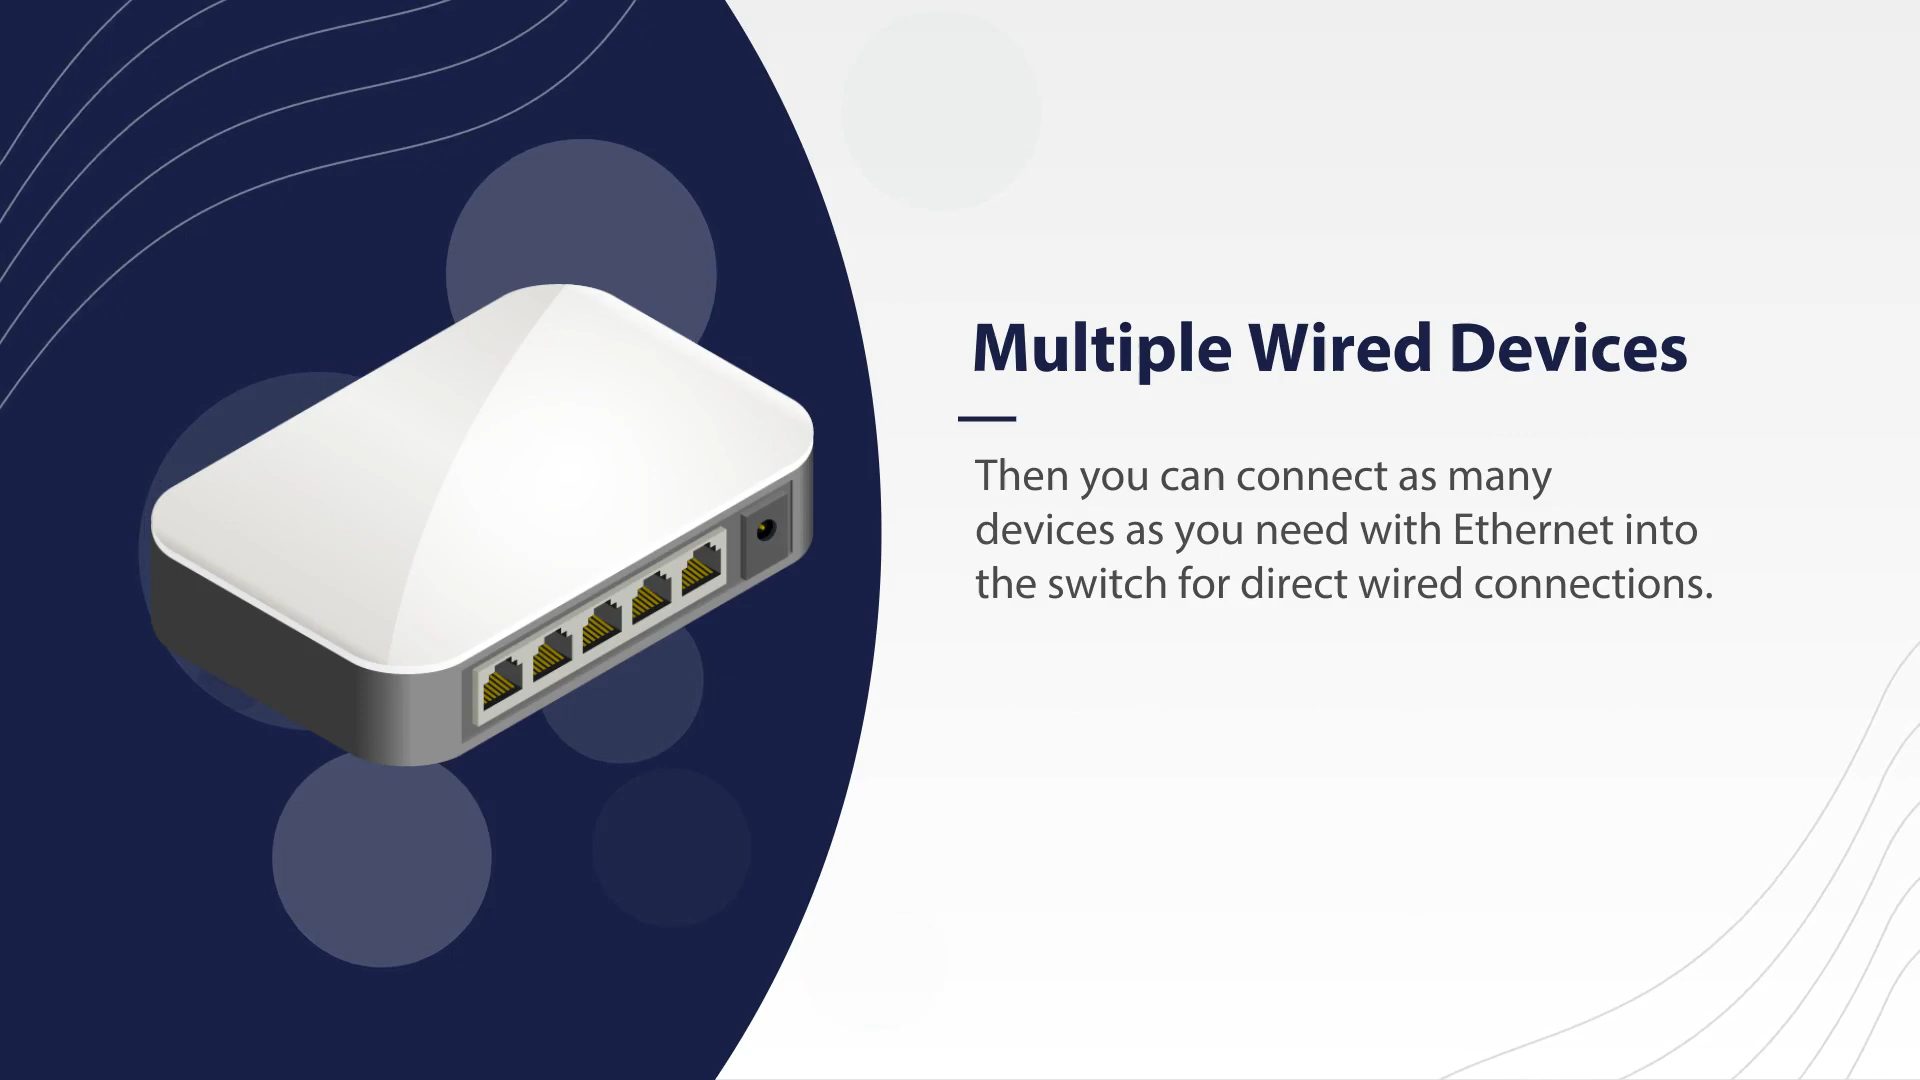 Multiple Wired Devices
Then you can connect as many
devices as you need with Ethernet into
the switch for direct wired connections.